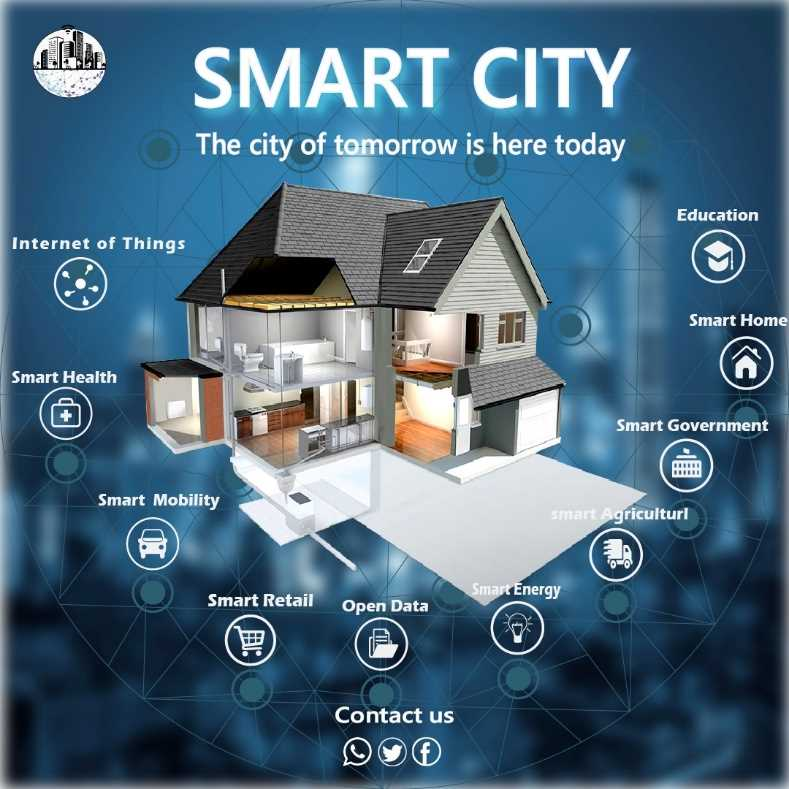 SMART CITY
The city of tomorrow is here today
Education
Internet of Things
Smart Home
Smart Health
Smart Government
Smart Mobility
smart Agriculturl
Smart Energy
Smart Retail
Open Data
Contact us